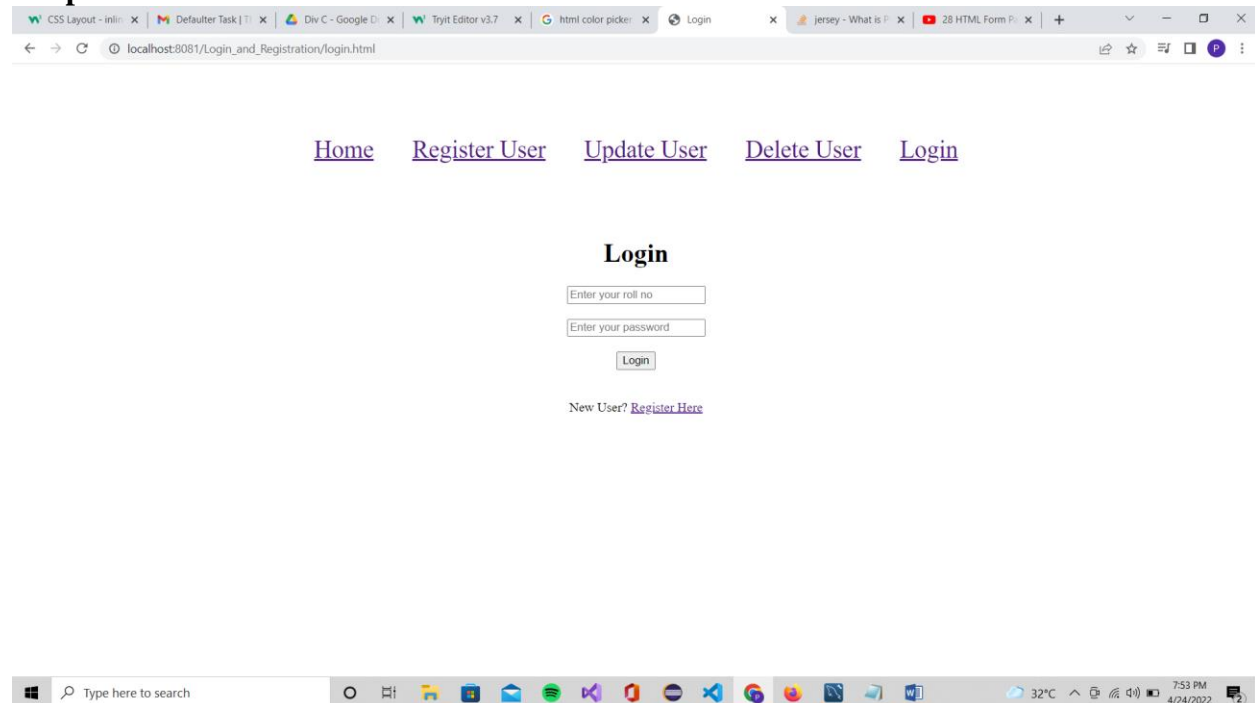 CSS Layout - inlin Defaulter Task | T Div C - Google D Tryit Editor v3.7 html color picker Login jersey - What is P 28 HTML Form P
localhost:8081/Login_and_Registration/login.html P
Home Register User Update User Delete User Login
Login
Enter your roll no
Enter your password
Login
New User? Register Here
Type here to search 32°C 7:53 PM
4/24/2022 2